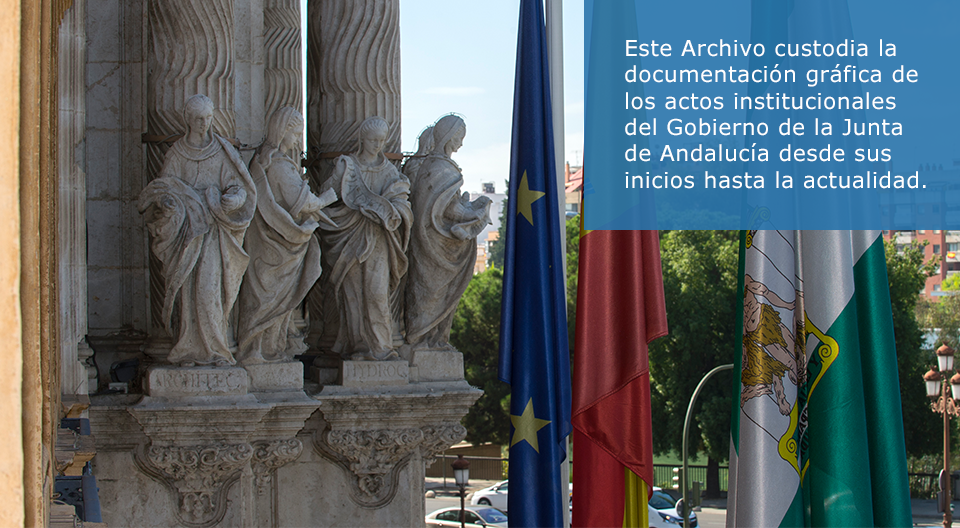 Este Archivo custodia la
documentación gráfica de
los actos institucionales
del Gobierno de la Junta
de Andalucía desde sus
inicios hasta la actualidad.